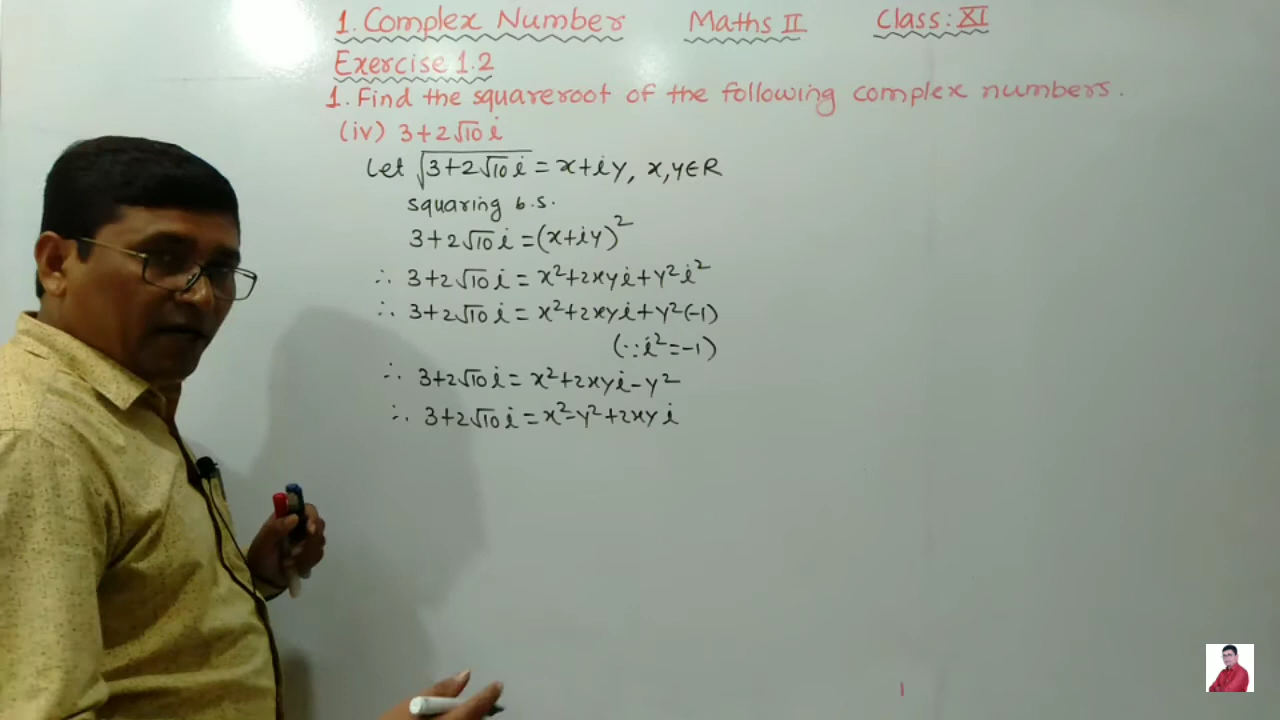 1. Complex Number Maths II Class: XI
Exercise 1.2
1. Find the squareroot of the following complex numbers.
(iv) 3+2√10 i
Let √(3+2√10 i) = x+iy, x,y∈R
squaring b.s.
3+2√10 i = (x+iy)²
∴ 3+2√10 i = x²+2xyi+y²i²
∴ 3+2√10 i = x²+2xyi+y²(-1)
(∵ i²=-1)
∴ 3+2√10 i = x²+2xyi-y²
∴ 3+2√10 i = x²-y²+2xyi